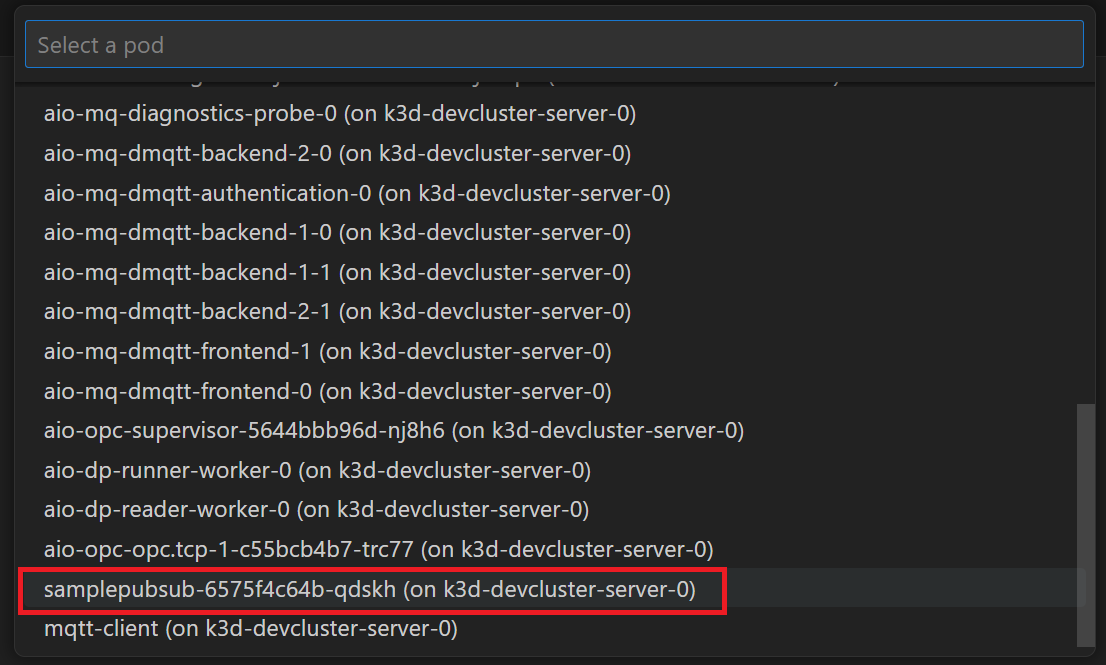 Select a pod
aio-mq-diagnostics-probe-0 (on k3d-devcluster-server-0)
aio-mq-dmqtt-backend-2-0 (on k3d-devcluster-server-0)
aio-mq-dmqtt-authentication-0 (on k3d-devcluster-server-0)
aio-mq-dmqtt-backend-1-0 (on k3d-devcluster-server-0)
aio-mq-dmqtt-backend-1-1 (on k3d-devcluster-server-0)
aio-mq-dmqtt-backend-2-1 (on k3d-devcluster-server-0)
aio-mq-dmqtt-frontend-1 (on k3d-devcluster-server-0)
aio-mq-dmqtt-frontend-0 (on k3d-devcluster-server-0)
aio-opc-supervisor-5644bbb96d-nj8h6 (on k3d-devcluster-server-0)
aio-dp-runner-worker-0 (on k3d-devcluster-server-0)
aio-dp-reader-worker-0 (on k3d-devcluster-server-0)
aio-opc-opc.tcp-1-c55bcb4b7-trc77 (on k3d-devcluster-server-0)
samplepubsub-6575f4c64b-qdskh (on k3d-devcluster-server-0)
mqtt-client (on k3d-devcluster-server-0)